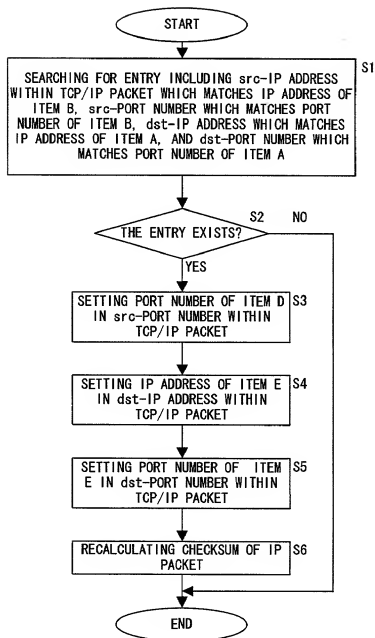 START
S1
SEARCHING FOR ENTRY INCLUDING src-IP ADDRESS
WITHIN TCP/IP PACKET WHICH MATCHES IP ADDRESS OF
ITEM B, src-PORT NUMBER WHICH MATCHES PORT
NUMBER OF ITEM B, dst-IP ADDRESS WHICH MATCHES
IP ADDRESS OF ITEM A, AND dst-PORT NUMBER WHICH
MATCHES PORT NUMBER OF ITEM A
S2 NO
THE ENTRY EXISTS?
YES
SETTING PORT NUMBER OF ITEM D S3
IN src-PORT NUMBER WITHIN
TCP/IP PACKET
SETTING IP ADDRESS OF ITEM E S4
IN dst-IP ADDRESS WITHIN
TCP/IP PACKET
SETTING PORT NUMBER OF ITEM S5
E IN dst-PORT NUMBER WITHIN
TCP/IP PACKET
RECALCULATING CHECKSUM OF IP S6
PACKET
END